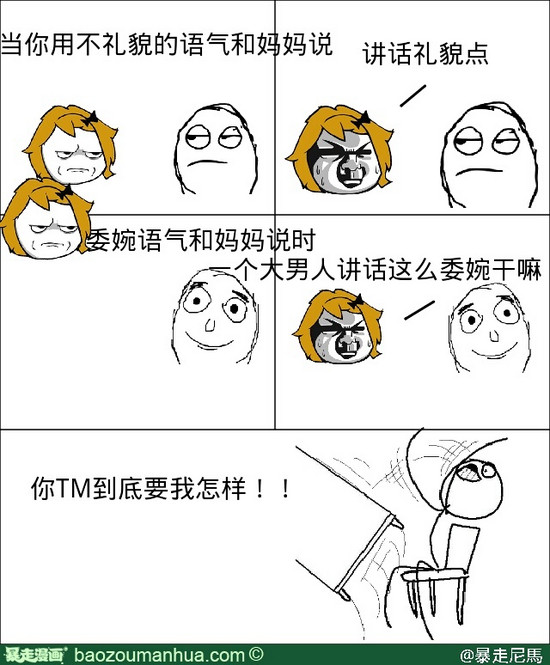 当你用不礼貌的语气和妈妈说
讲话礼貌点
委婉语气和妈妈说时
一个大男人讲话这么委婉干嘛
你TM到底要我怎样！！
暴走漫画 baozoumanhua.com ©
@暴走尼馬